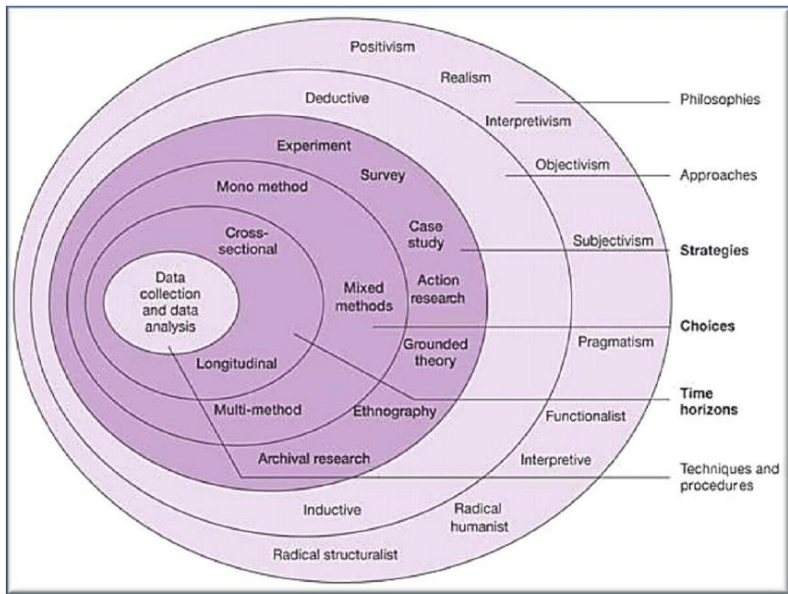 Positivism
Realism
Philosophies
Deductive
Interpretivism
Experiment
Objectivism
Approaches
Survey
Mono method
Cross-
sectional
Case
study
Subjectivism
Strategies
Data
collection
and data
analysis
Mixed
methods
Action
research
Choices
Pragmatism
Grounded
theory
Longitudinal
Time
horizons
Multi-method
Ethnography
Functionalist
Archival research
Interpretive
Techniques and
procedures
Inductive
Radical
humanist
Radical structuralist